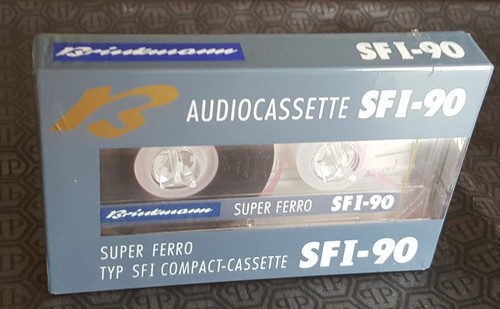 Brinkmann SFI-90
B AUDIOCASSETTE SFI-90
Brinkmann SUPER FERRO SFI-90
SUPER FERRO
TYP SFI COMPACT-CASSETTE SFI-90